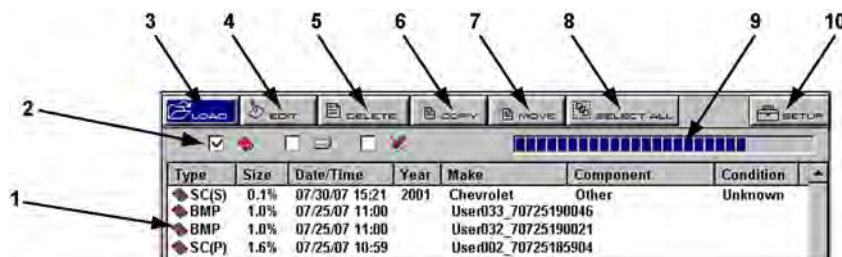 3 4 5 6 7 8 9 10
LOAD EDIT DELETE COPY MOVE SELECT ALL SETUP
2
Type Size Date/Time Year Make Component Condition
SC(S) 0.1% 07/30/07 15:21 2001 Chevrolet Other Unknown
1
BMP 1.0% 07/25/07 11:00 User033_70725190046
BMP 1.0% 07/25/07 11:00 User032_70725190021
SC(P) 1.6% 07/25/07 10:59 User002_70725185904